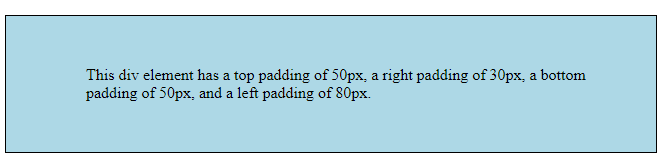 This div element has a top padding of 50px, a right padding of 30px, a bottom
padding of 50px, and a left padding of 80px.